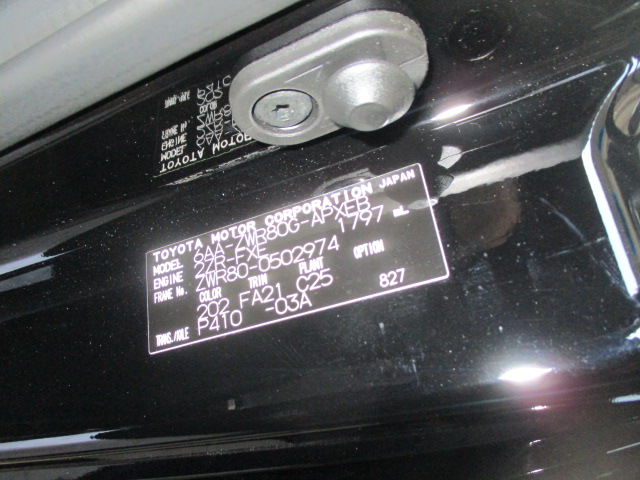 TOYOTA MOTOR CORPORATION JAPAN
MODEL 6AA-ZWR80G-APXEB
ENGINE 2ZR-FXE 1797 mL
FRAME No. ZWR80-0502974
COLOR TRIM PLANT OPTION
202 FA21 C25 827
TRANS./AXLE P410 -03A